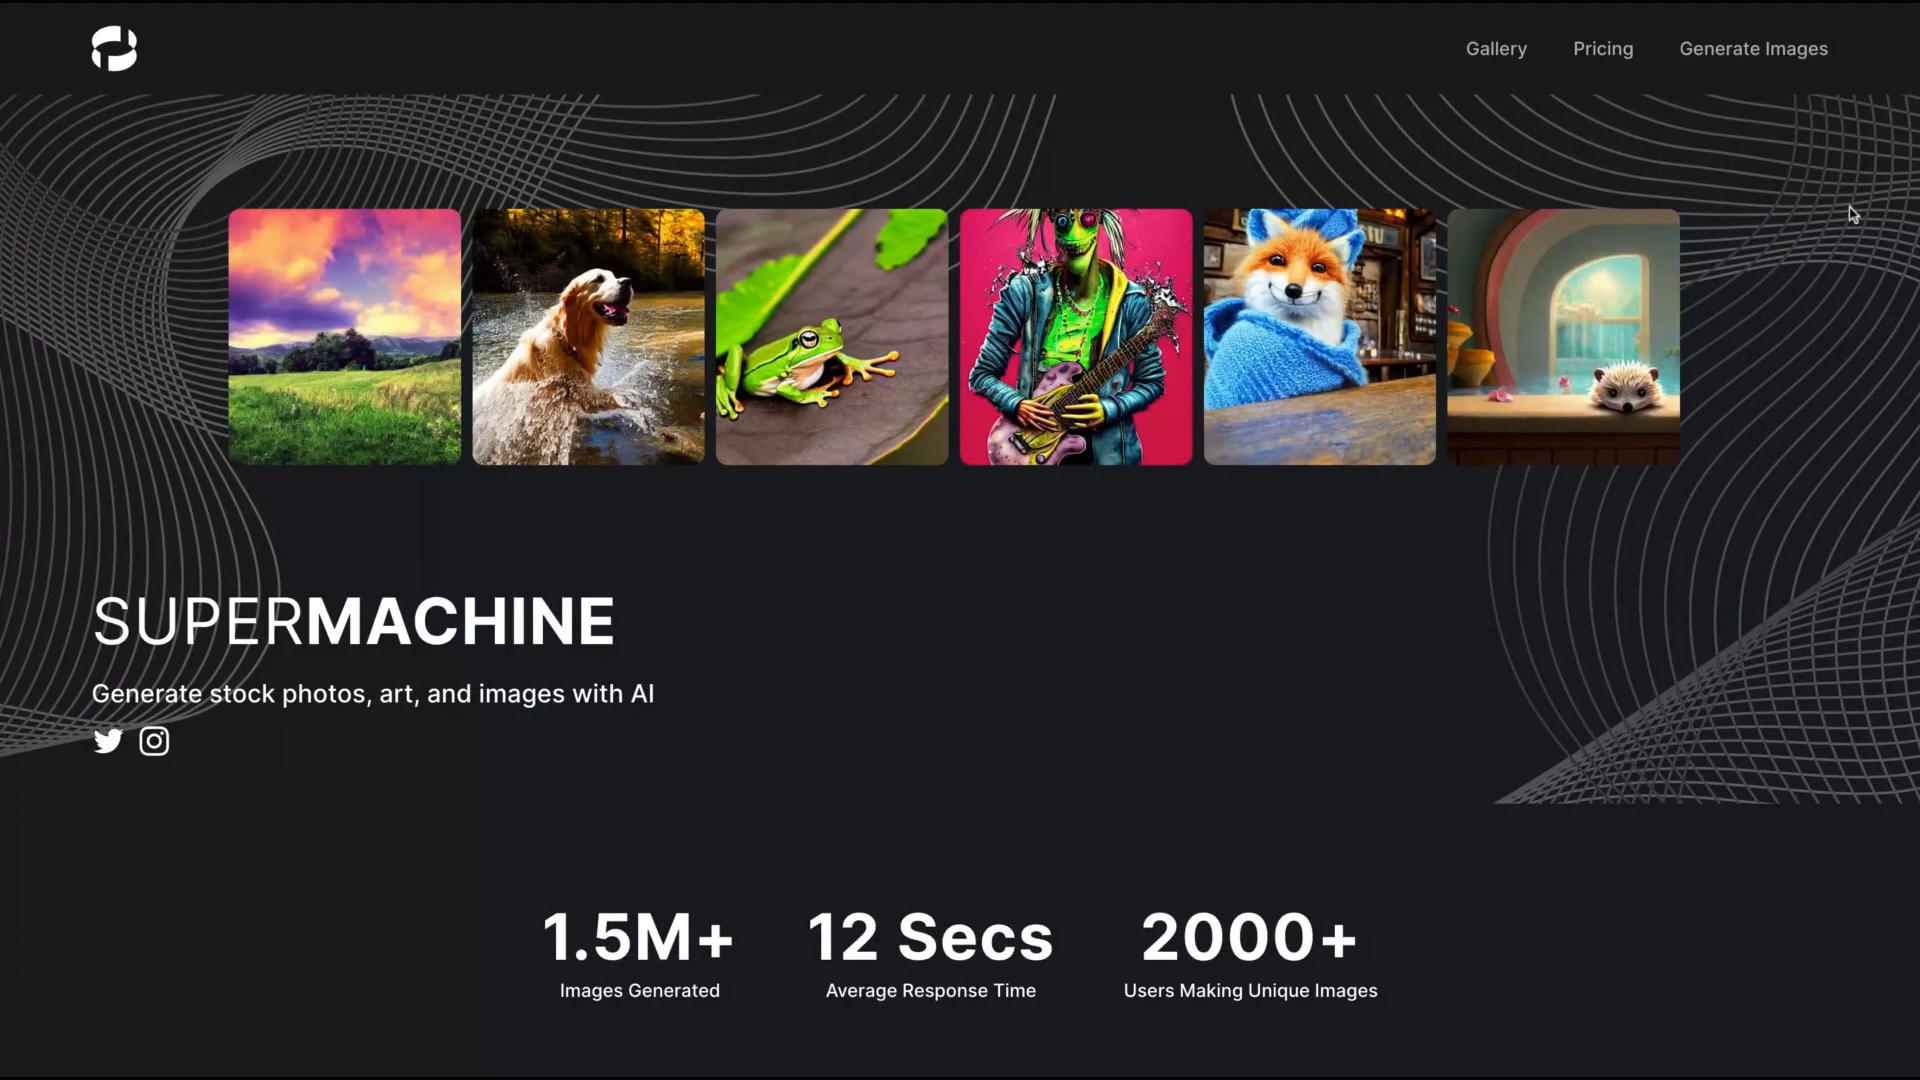 Gallery Pricing Generate Images
SUPERMACHINE
Generate stock photos, art, and images with AI
1.5M+ 12 Secs 2000+
Images Generated Average Response Time Users Making Unique Images